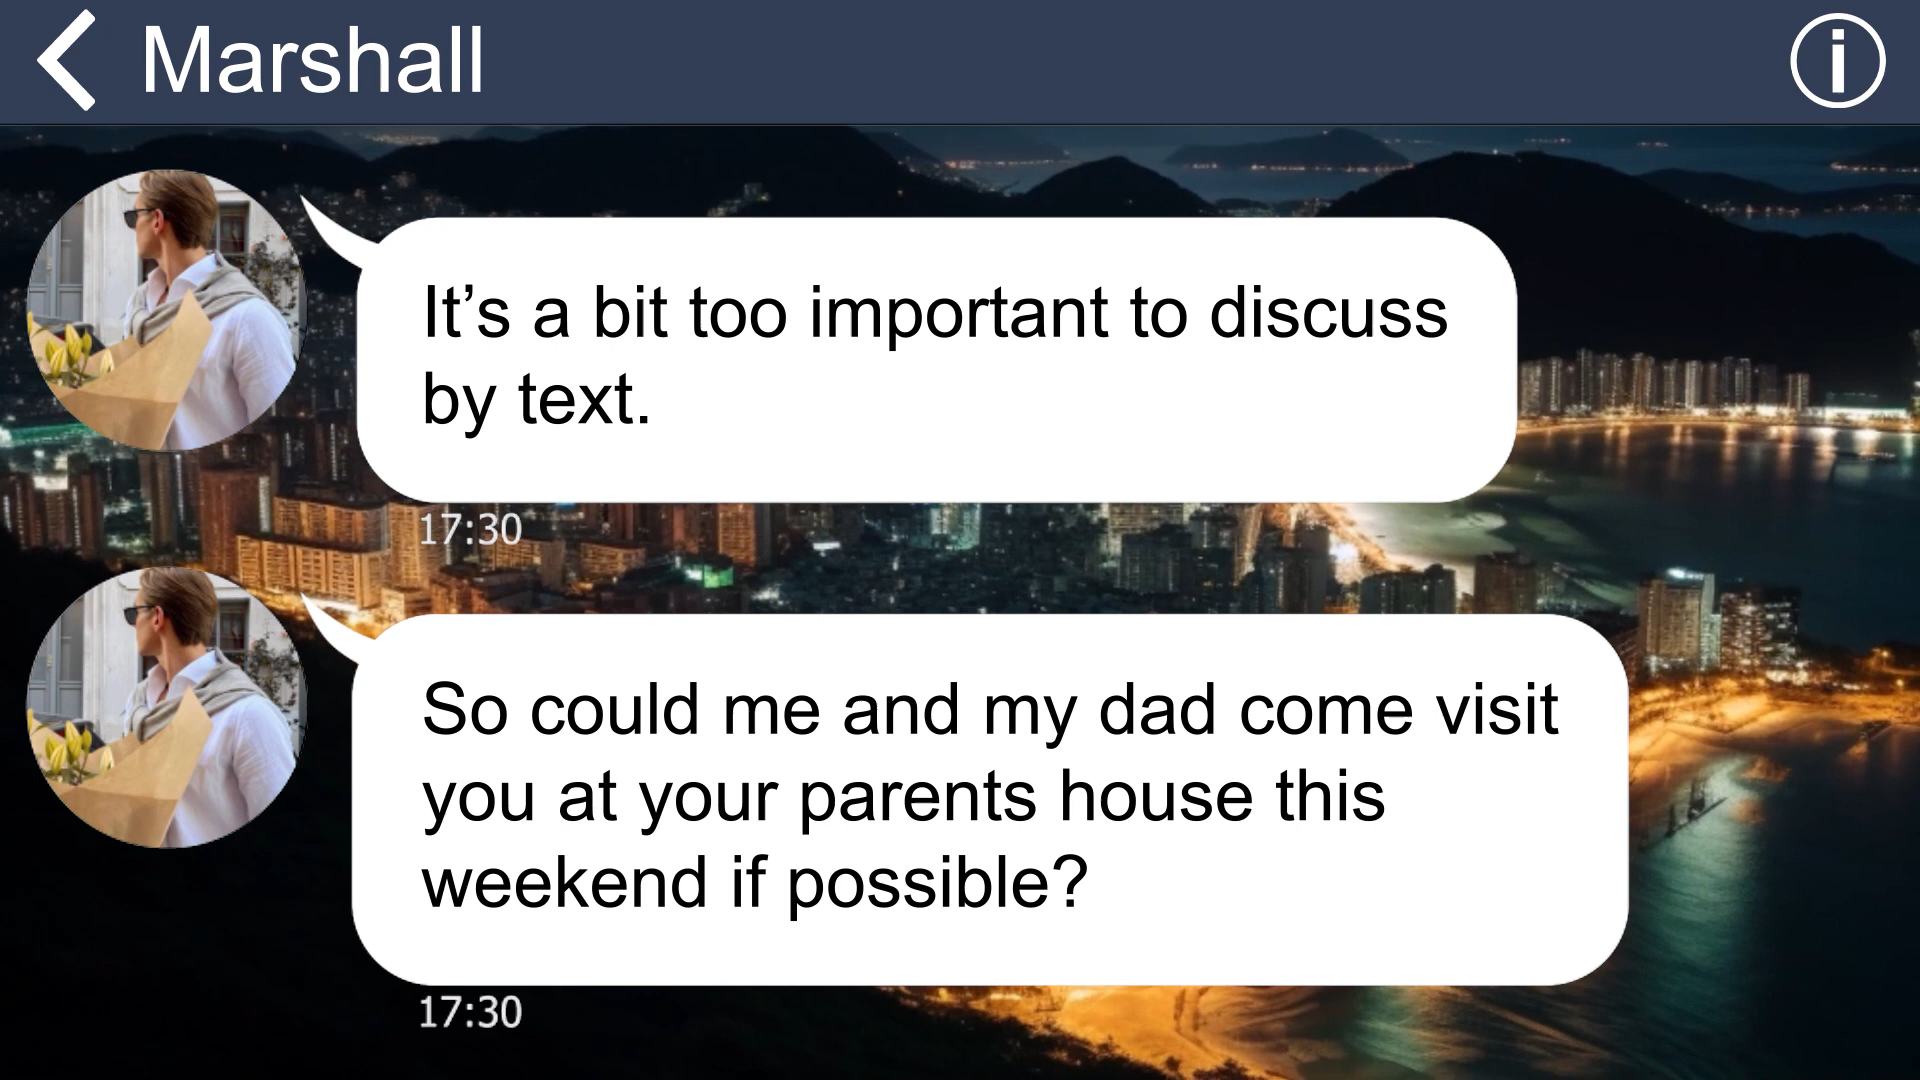 Marshall
It’s a bit too important to discuss
by text.
17:30
So could me and my dad come visit
you at your parents house this
weekend if possible?
17:30